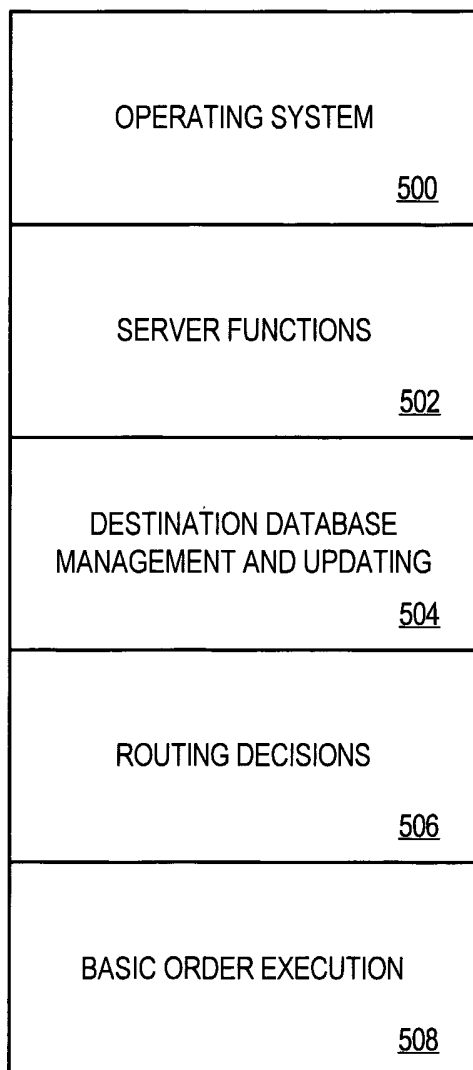 OPERATING SYSTEM
500
SERVER FUNCTIONS
502
DESTINATION DATABASE
MANAGEMENT AND UPDATING
504
ROUTING DECISIONS
506
BASIC ORDER EXECUTION
508